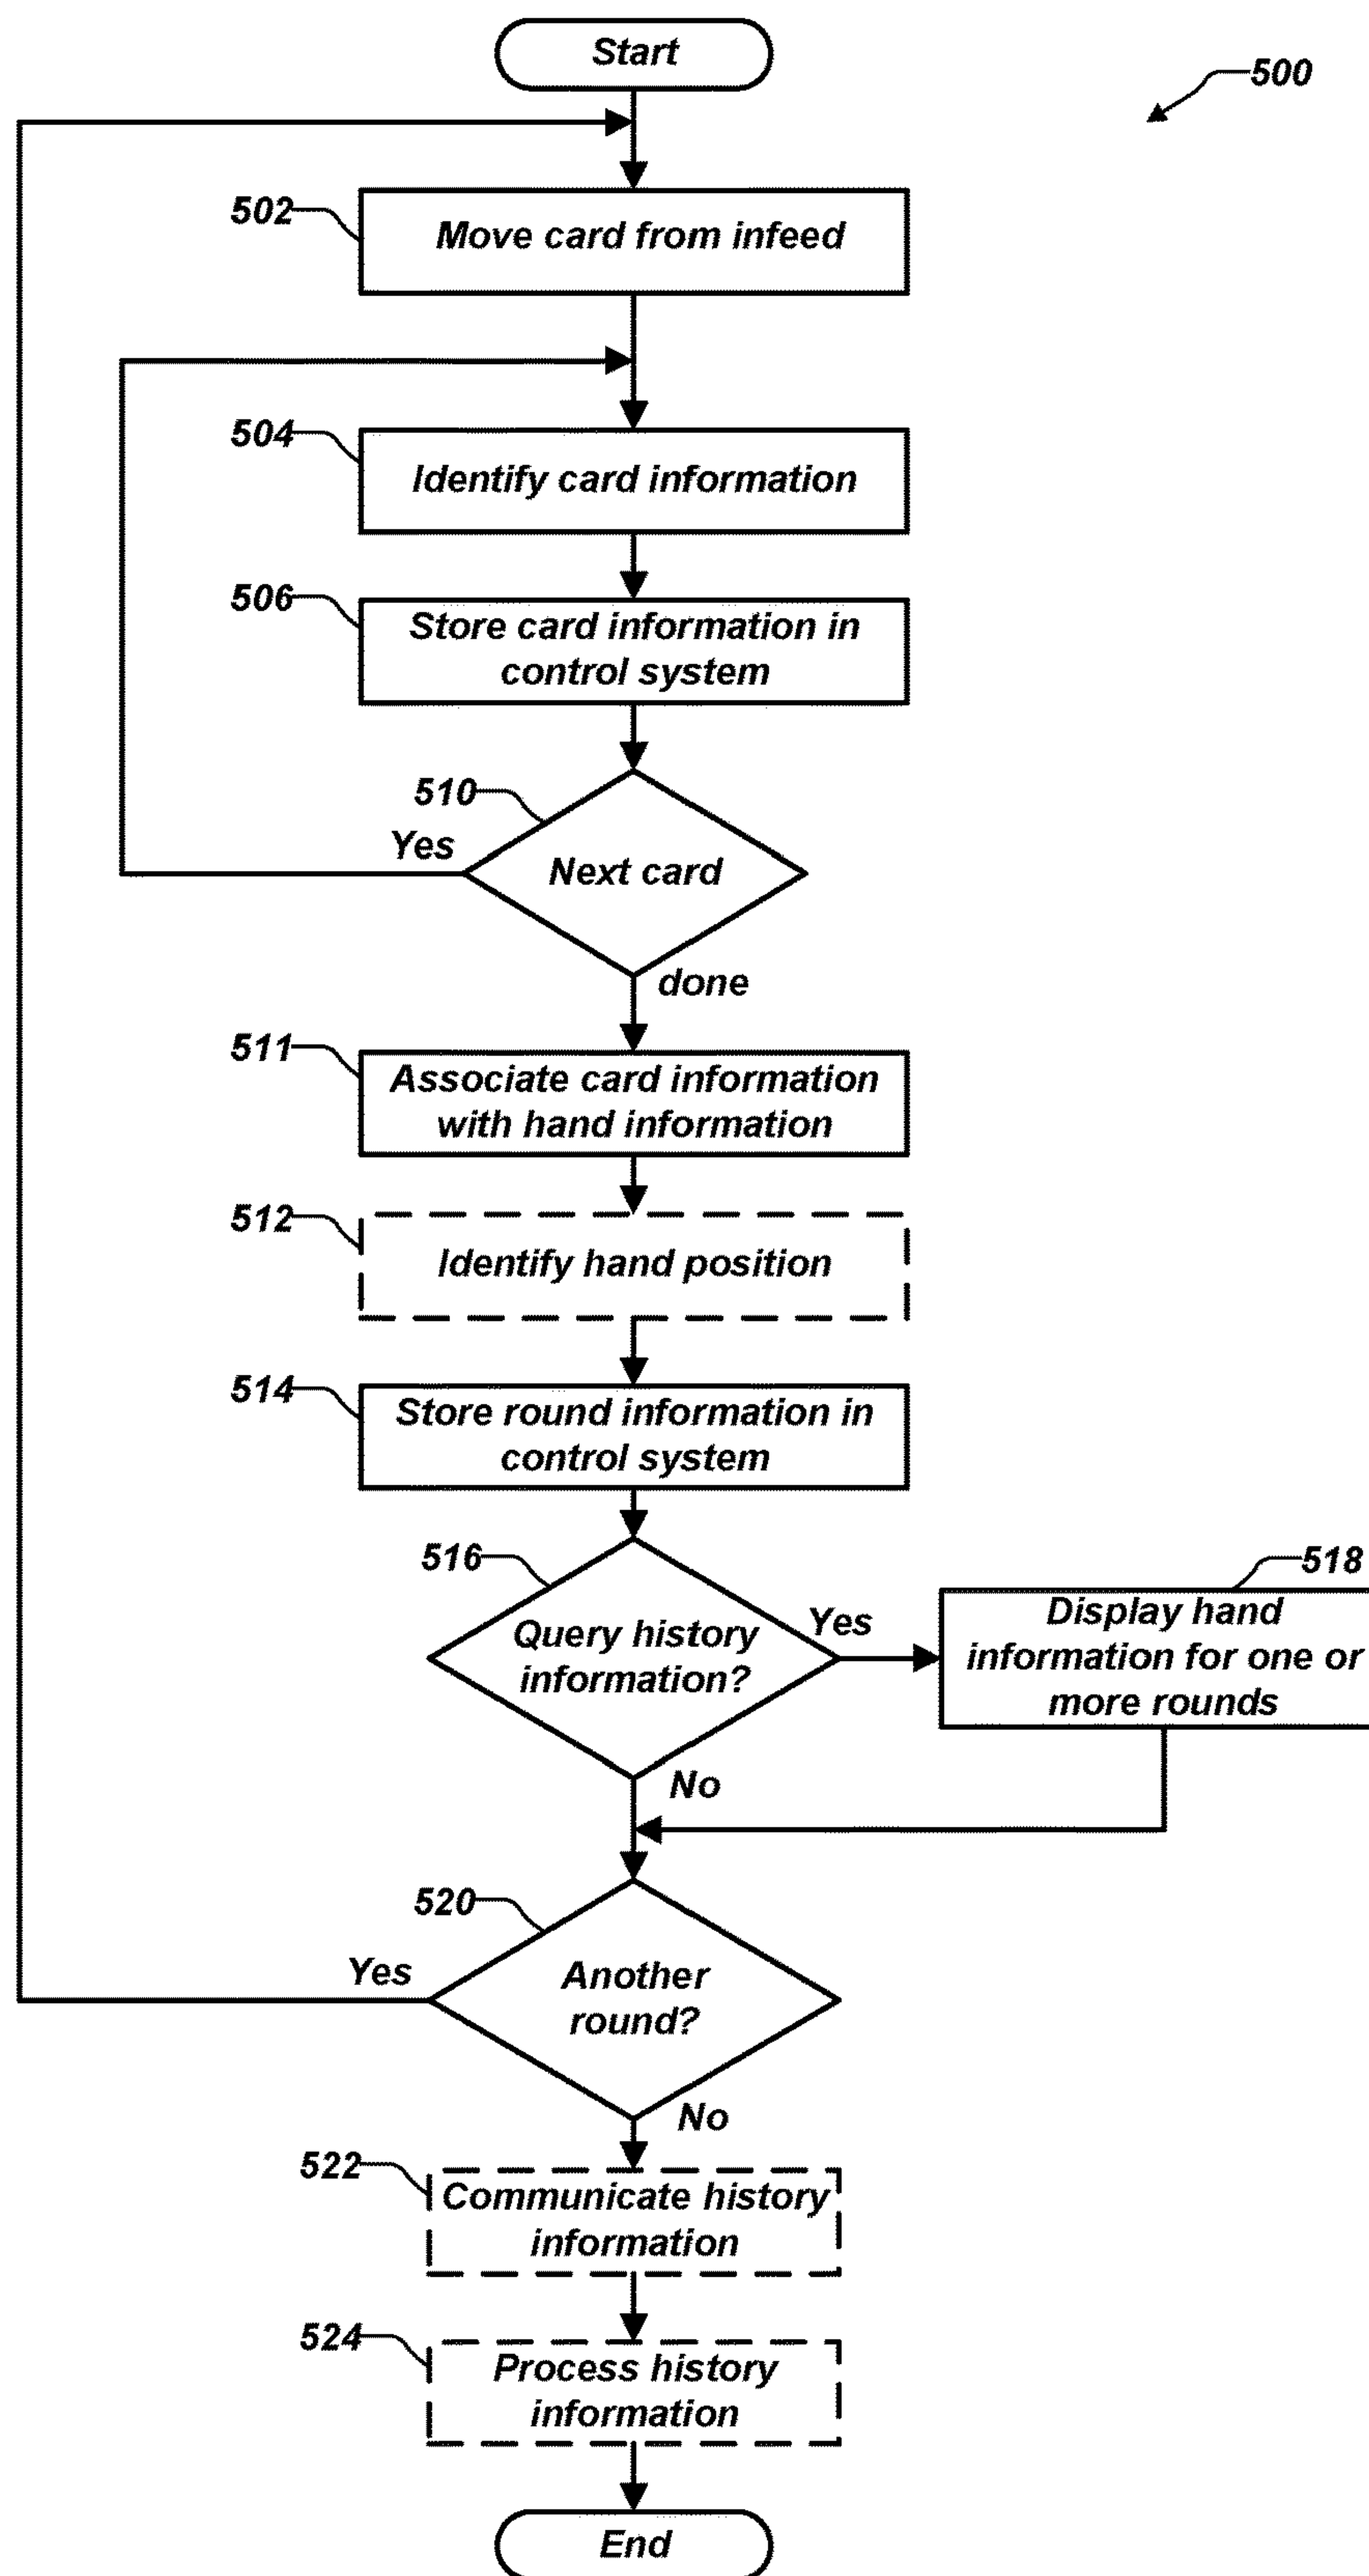 Start
500
502
Move card from infeed
504
Identify card information
506
Store card information in
control system
510
Yes
Next card
done
511
Associate card information
with hand information
512
Identify hand position
514
Store round information in
control system
516
Query history
information?
Yes
518
Display hand
information for one or
more rounds
No
520
Yes
Another
round?
No
522
Communicate history
information
524
Process history
information
End